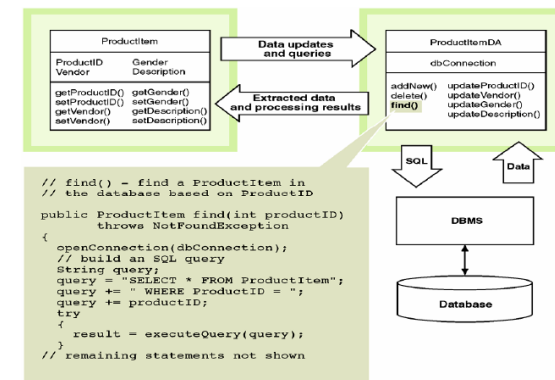 ProductItem
ProductID Gender
Vendor Description
getProductID() getGender()
setProductID() setGender()
getVendor() getDescription()
setVendor() setDescription()
Data updates
and queries
Extracted data
and processing results
ProductItemDA
dbConnection
addNew() updateProductID()
delete() updateVendor()
find() updateGender()
updateDescription()
SQL
Data
DBMS
Database
// find() – find a ProductItem in
// the database based on ProductID
public ProductItem find(int productID)
throws NotFoundException
{
openConnection(dbConnection);
// build an SQL query
String query;
query = "SELECT * FROM ProductItem";
query += " WHERE ProductID = ";
query += productID;
try
{
result = executeQuery(query);
}
// remaining statements not shown